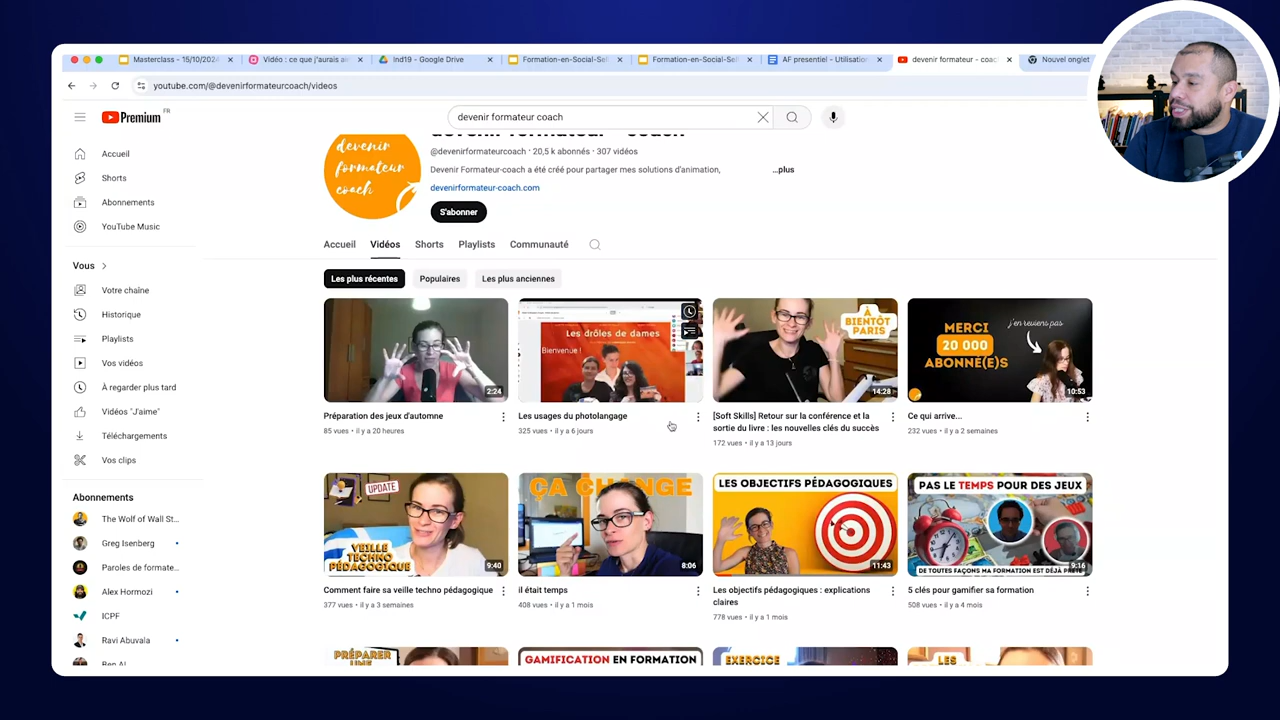 Masterclass - 15/10/2024
Vidéo : ce que j'aurais ai
Ind19 - Google Drive
Formation-en-Social-Sel
Formation-en-Social-Sel
AF presentiel - Utilisation
devenir formateur - coac
Nouvel onglet
youtube.com/@devenirformateurcoach/videos
Premium FR
devenir formateur coach
Accueil
Shorts
Abonnements
YouTube Music
Vous
Votre chaîne
Historique
Playlists
Vos vidéos
À regarder plus tard
Vidéos "J'aime"
Téléchargements
Vos clips
Abonnements
The Wolf of Wall St...
Greg Isenberg
Paroles de formate...
Alex Hormozi
ICPF
Ravi Abuvala
Ben AI
devenir
formateur
coach
devenir formateur - coach
@devenirformateurcoach · 20,5 k abonnés · 307 vidéos
Devenir Formateur-coach a été créé pour partager mes solutions d'animation,
...plus
devenirformateur-coach.com
S'abonner
Accueil
Vidéos
Shorts
Playlists
Communauté
Les plus récentes
Populaires
Les plus anciennes
2:24
Préparation des jeux d'automne
85 vues · il y a 20 heures
Les drôles de dames
Bienvenue !
Les usages du photolangage
325 vues · il y a 6 jours
À
BIENTÔT
PARIS
14:28
[Soft Skills] Retour sur la conférence et la
sortie du livre : les nouvelles clés du succès
172 vues · il y a 13 jours
MERCI
20 000
ABONNÉ(E)S
j'en reviens pas
10:53
Ce qui arrive...
232 vues · il y a 2 semaines
UPDATE
VEILLE
TECHNO
PÉDAGOGIQUE
9:40
Comment faire sa veille techno pédagogique
377 vues · il y a 3 semaines
ÇA CHANGE
8:06
il était temps
408 vues · il y a 1 mois
LES OBJECTIFS PÉDAGOGIQUES
11:43
Les objectifs pédagogiques : explications
claires
778 vues · il y a 1 mois
PAS LE TEMPS POUR DES JEUX
DE TOUTES FAÇONS MA FORMATION EST DÉJÀ PRÊTE
9:16
5 clés pour gamifier sa formation
508 vues · il y a 4 mois
PRÉPARER
UNE
GAMIFICATION EN FORMATION
EXERCICE
LES